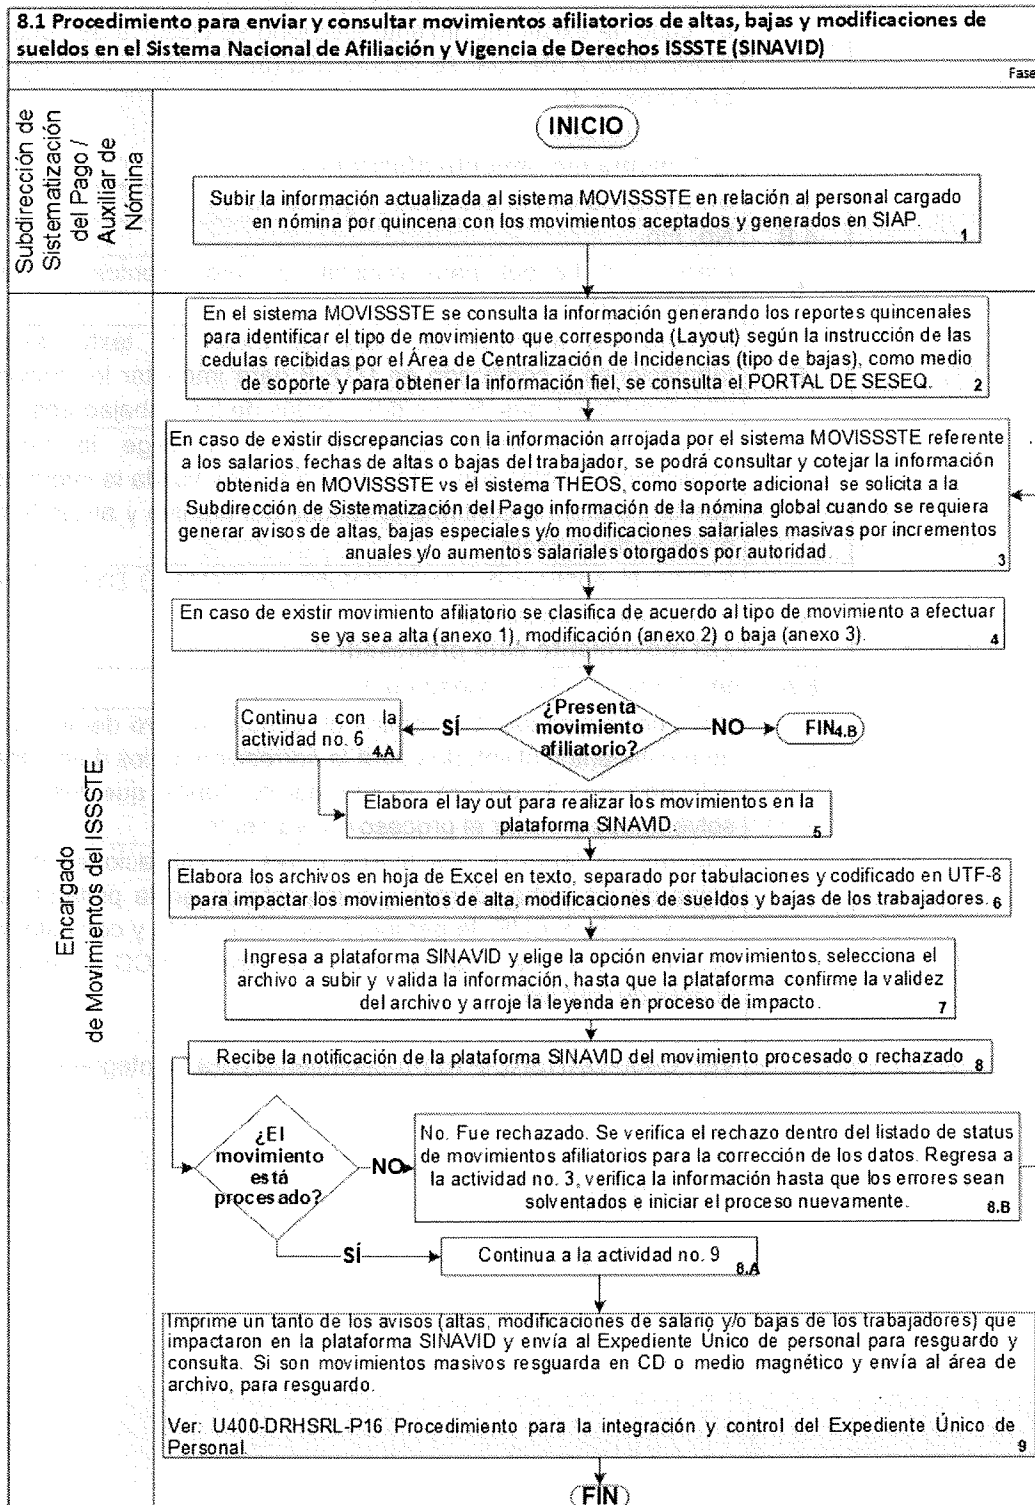 8.1 Procedimiento para enviar y consultar movimientos afiliatorios de altas, bajas y modificaciones de
sueldos en el Sistema Nacional de Afiliación y Vigencia de Derechos ISSSTE (SINAVID)
Fase
Subdirección de
Sistematización
del Pago /
Auxiliar de
Nómina
INICIO
Subir la información actualizada al sistema MOVISSSTE en relación al personal cargado
en nómina por quincena con los movimientos aceptados y generados en SIAP.
1
Encargado
de Movimientos del ISSSTE
En el sistema MOVISSSTE se consulta la información generando los reportes quincenales
para identificar el tipo de movimiento que corresponda (Layout) según la instrucción de las
cedulas recibidas por el Área de Centralización de Incidencias (tipo de bajas), como medio
de soporte y para obtener la información fiel, se consulta el PORTAL DE SESEQ.
2
En caso de existir discrepancias con la información arrojada por el sistema MOVISSSTE referente
a los salarios, fechas de altas o bajas del trabajador, se podrá consultar y cotejar la información
obtenida en MOVISSSTE vs el sistema THEOS, como soporte adicional se solicita a la
Subdirección de Sistematización del Pago información de la nómina global cuando se requiera
generar avisos de altas, bajas especiales y/o modificaciones salariales masivas por incrementos
anuales y/o aumentos salariales otorgados por autoridad.
3
En caso de existir movimiento afiliatorio se clasifica de acuerdo al tipo de movimiento a efectuar
se ya sea alta (anexo 1), modificación (anexo 2) o baja (anexo 3).
4
¿Presenta
movimiento
afiliatorio?
SÍ
Continua con la
actividad no. 6
4.A
NO
FIN4.B
Elabora el lay out para realizar los movimientos en la
plataforma SINAVID.
5
Elabora los archivos en hoja de Excel en texto, separado por tabulaciones y codificado en UTF-8
para impactar los movimientos de alta, modificaciones de sueldos y bajas de los trabajadores.
6
Ingresa a plataforma SINAVID y elige la opción enviar movimientos, selecciona el
archivo a subir y valida la información, hasta que la plataforma confirme la validez
del archivo y arroje la leyenda en proceso de impacto.
7
Recibe la notificación de la plataforma SINAVID del movimiento procesado o rechazado
8
¿El
movimiento
está
procesado?
NO
No. Fue rechazado. Se verifica el rechazo dentro del listado de status
de movimientos afiliatorios para la corrección de los datos. Regresa a
la actividad no. 3, verifica la información hasta que los errores sean
solventados e iniciar el proceso nuevamente.
8.B
SÍ
Continua a la actividad no. 9
8.A
Imprime un tanto de los avisos (altas, modificaciones de salario y/o bajas de los trabajadores) que
impactaron en la plataforma SINAVID y envía al Expediente Único de personal para resguardo y
consulta. Si son movimientos masivos resguarda en CD o medio magnético y envía al área de
archivo, para resguardo.
Ver: U400-DRHSRL-P16 Procedimiento para la integración y control del Expediente Único de
Personal.
9
FIN